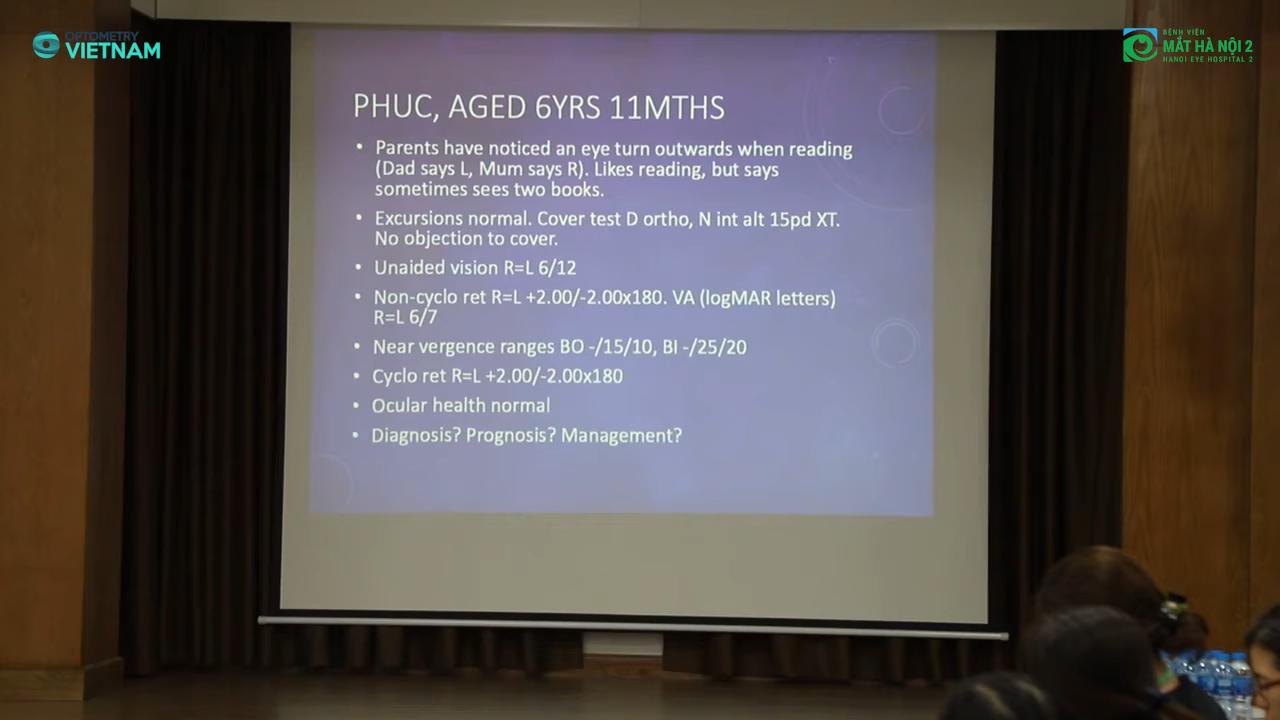 OPTOMETRY
VIETNAM
BỆNH VIỆN
MẮT HÀ NỘI 2
HANOI EYE HOSPITAL 2
PHUC, AGED 6YRS 11MTHS
• Parents have noticed an eye turn outwards when reading
(Dad says L, Mum says R). Likes reading, but says
sometimes sees two books.
• Excursions normal. Cover test D ortho, N int alt 15pd XT.
No objection to cover.
• Unaided vision R=L 6/12
• Non-cyclo ret R=L +2.00/-2.00x180. VA (logMAR letters)
R=L 6/7
• Near vergence ranges BO -/15/10, BI -/25/20
• Cyclo ret R=L +2.00/-2.00x180
• Ocular health normal
• Diagnosis? Prognosis? Management?